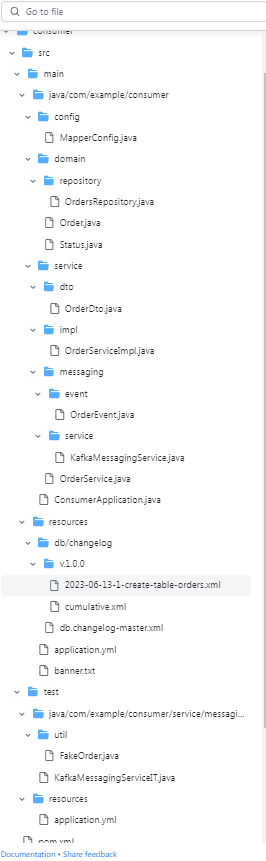 Go to file
consumer
src
main
java/com/example/consumer
config
MapperConfig.java
domain
repository
OrdersRepository.java
Order.java
Status.java
service
dto
OrderDto.java
impl
OrderServiceImpl.java
messaging
event
OrderEvent.java
service
KafkaMessagingService.java
OrderService.java
ConsumerApplication.java
resources
db/changelog
v.1.0.0
2023-06-13-1-create-table-orders.xml
cumulative.xml
db.changelog-master.xml
application.yml
banner.txt
test
java/com/example/consumer/service/messagi...
util
FakeOrder.java
KafkaMessagingServiceIT.java
resources
application.yml
pom.xml
Documentation • Share feedback